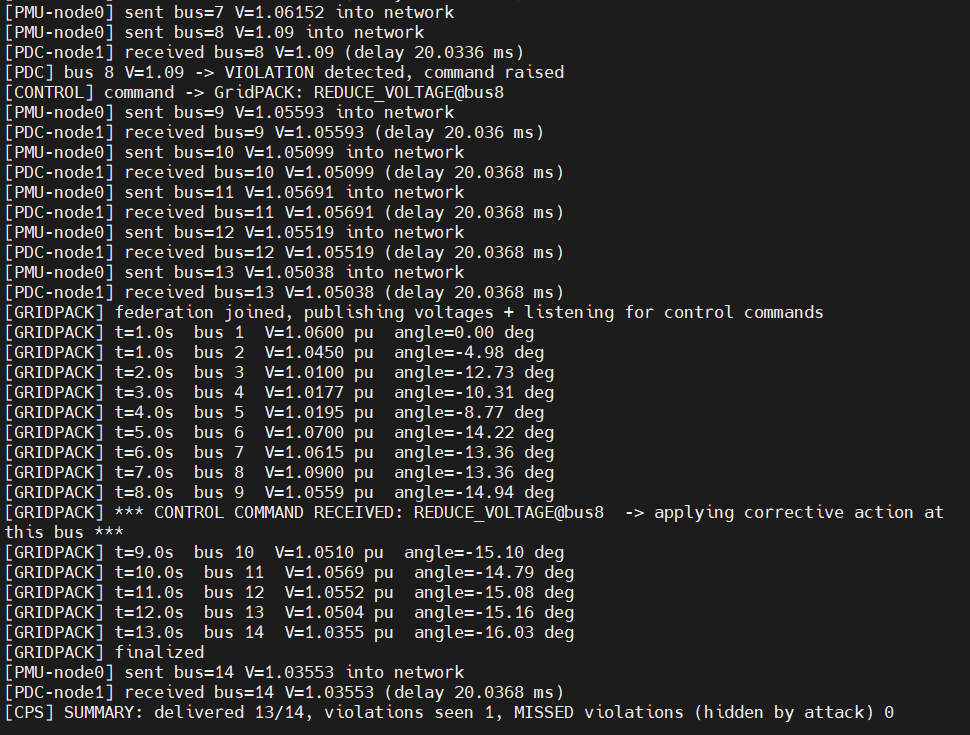 [PMU-node0] sent bus=7 V=1.06152 into network
[PMU-node0] sent bus=8 V=1.09 into network
[PDC-node1] received bus=8 V=1.09 (delay 20.0336 ms)
[PDC] bus 8 V=1.09 -> VIOLATION detected, command raised
[CONTROL] command -> GridPACK: REDUCE_VOLTAGE@bus8
[PMU-node0] sent bus=9 V=1.05593 into network
[PDC-node1] received bus=9 V=1.05593 (delay 20.036 ms)
[PMU-node0] sent bus=10 V=1.05099 into network
[PDC-node1] received bus=10 V=1.05099 (delay 20.0368 ms)
[PMU-node0] sent bus=11 V=1.05691 into network
[PDC-node1] received bus=11 V=1.05691 (delay 20.0368 ms)
[PMU-node0] sent bus=12 V=1.05519 into network
[PDC-node1] received bus=12 V=1.05519 (delay 20.0368 ms)
[PMU-node0] sent bus=13 V=1.05038 into network
[PDC-node1] received bus=13 V=1.05038 (delay 20.0368 ms)
[GRIDPACK] federation joined, publishing voltages + listening for control commands
[GRIDPACK] t=1.0s  bus 1  V=1.0600 pu  angle=0.00 deg
[GRIDPACK] t=1.0s  bus 2  V=1.0450 pu  angle=-4.98 deg
[GRIDPACK] t=2.0s  bus 3  V=1.0100 pu  angle=-12.73 deg
[GRIDPACK] t=3.0s  bus 4  V=1.0177 pu  angle=-10.31 deg
[GRIDPACK] t=4.0s  bus 5  V=1.0195 pu  angle=-8.77 deg
[GRIDPACK] t=5.0s  bus 6  V=1.0700 pu  angle=-14.22 deg
[GRIDPACK] t=6.0s  bus 7  V=1.0615 pu  angle=-13.36 deg
[GRIDPACK] t=7.0s  bus 8  V=1.0900 pu  angle=-13.36 deg
[GRIDPACK] t=8.0s  bus 9  V=1.0559 pu  angle=-14.94 deg
[GRIDPACK] *** CONTROL COMMAND RECEIVED: REDUCE_VOLTAGE@bus8  -> applying corrective action at
this bus ***
[GRIDPACK] t=9.0s  bus 10  V=1.0510 pu  angle=-15.10 deg
[GRIDPACK] t=10.0s  bus 11  V=1.0569 pu  angle=-14.79 deg
[GRIDPACK] t=11.0s  bus 12  V=1.0552 pu  angle=-15.08 deg
[GRIDPACK] t=12.0s  bus 13  V=1.0504 pu  angle=-15.16 deg
[GRIDPACK] t=13.0s  bus 14  V=1.0355 pu  angle=-16.03 deg
[GRIDPACK] finalized
[PMU-node0] sent bus=14 V=1.03553 into network
[PDC-node1] received bus=14 V=1.03553 (delay 20.0368 ms)
[CPS] SUMMARY: delivered 13/14, violations seen 1, MISSED violations (hidden by attack) 0